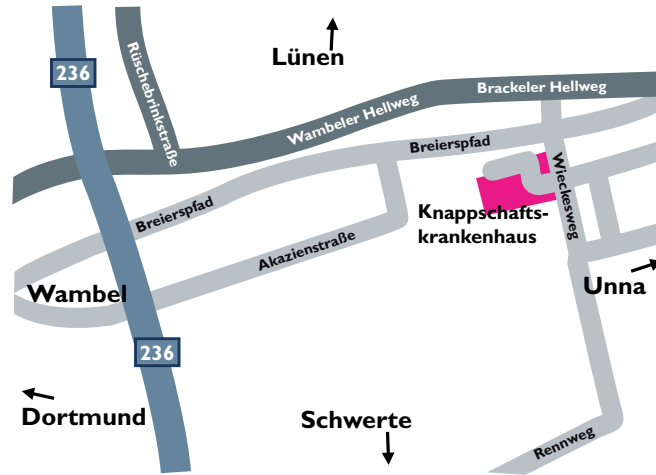 Lünen
236
Rüschebrinkstraße
Brackeler Hellweg
Wambeler Hellweg
Breierspfad
Wieckesweg
Breierspfad
Knappschafts-
krankenhaus
Akazienstraße
Wambel
Unna
236
Dortmund
Schwerte
Rennweg